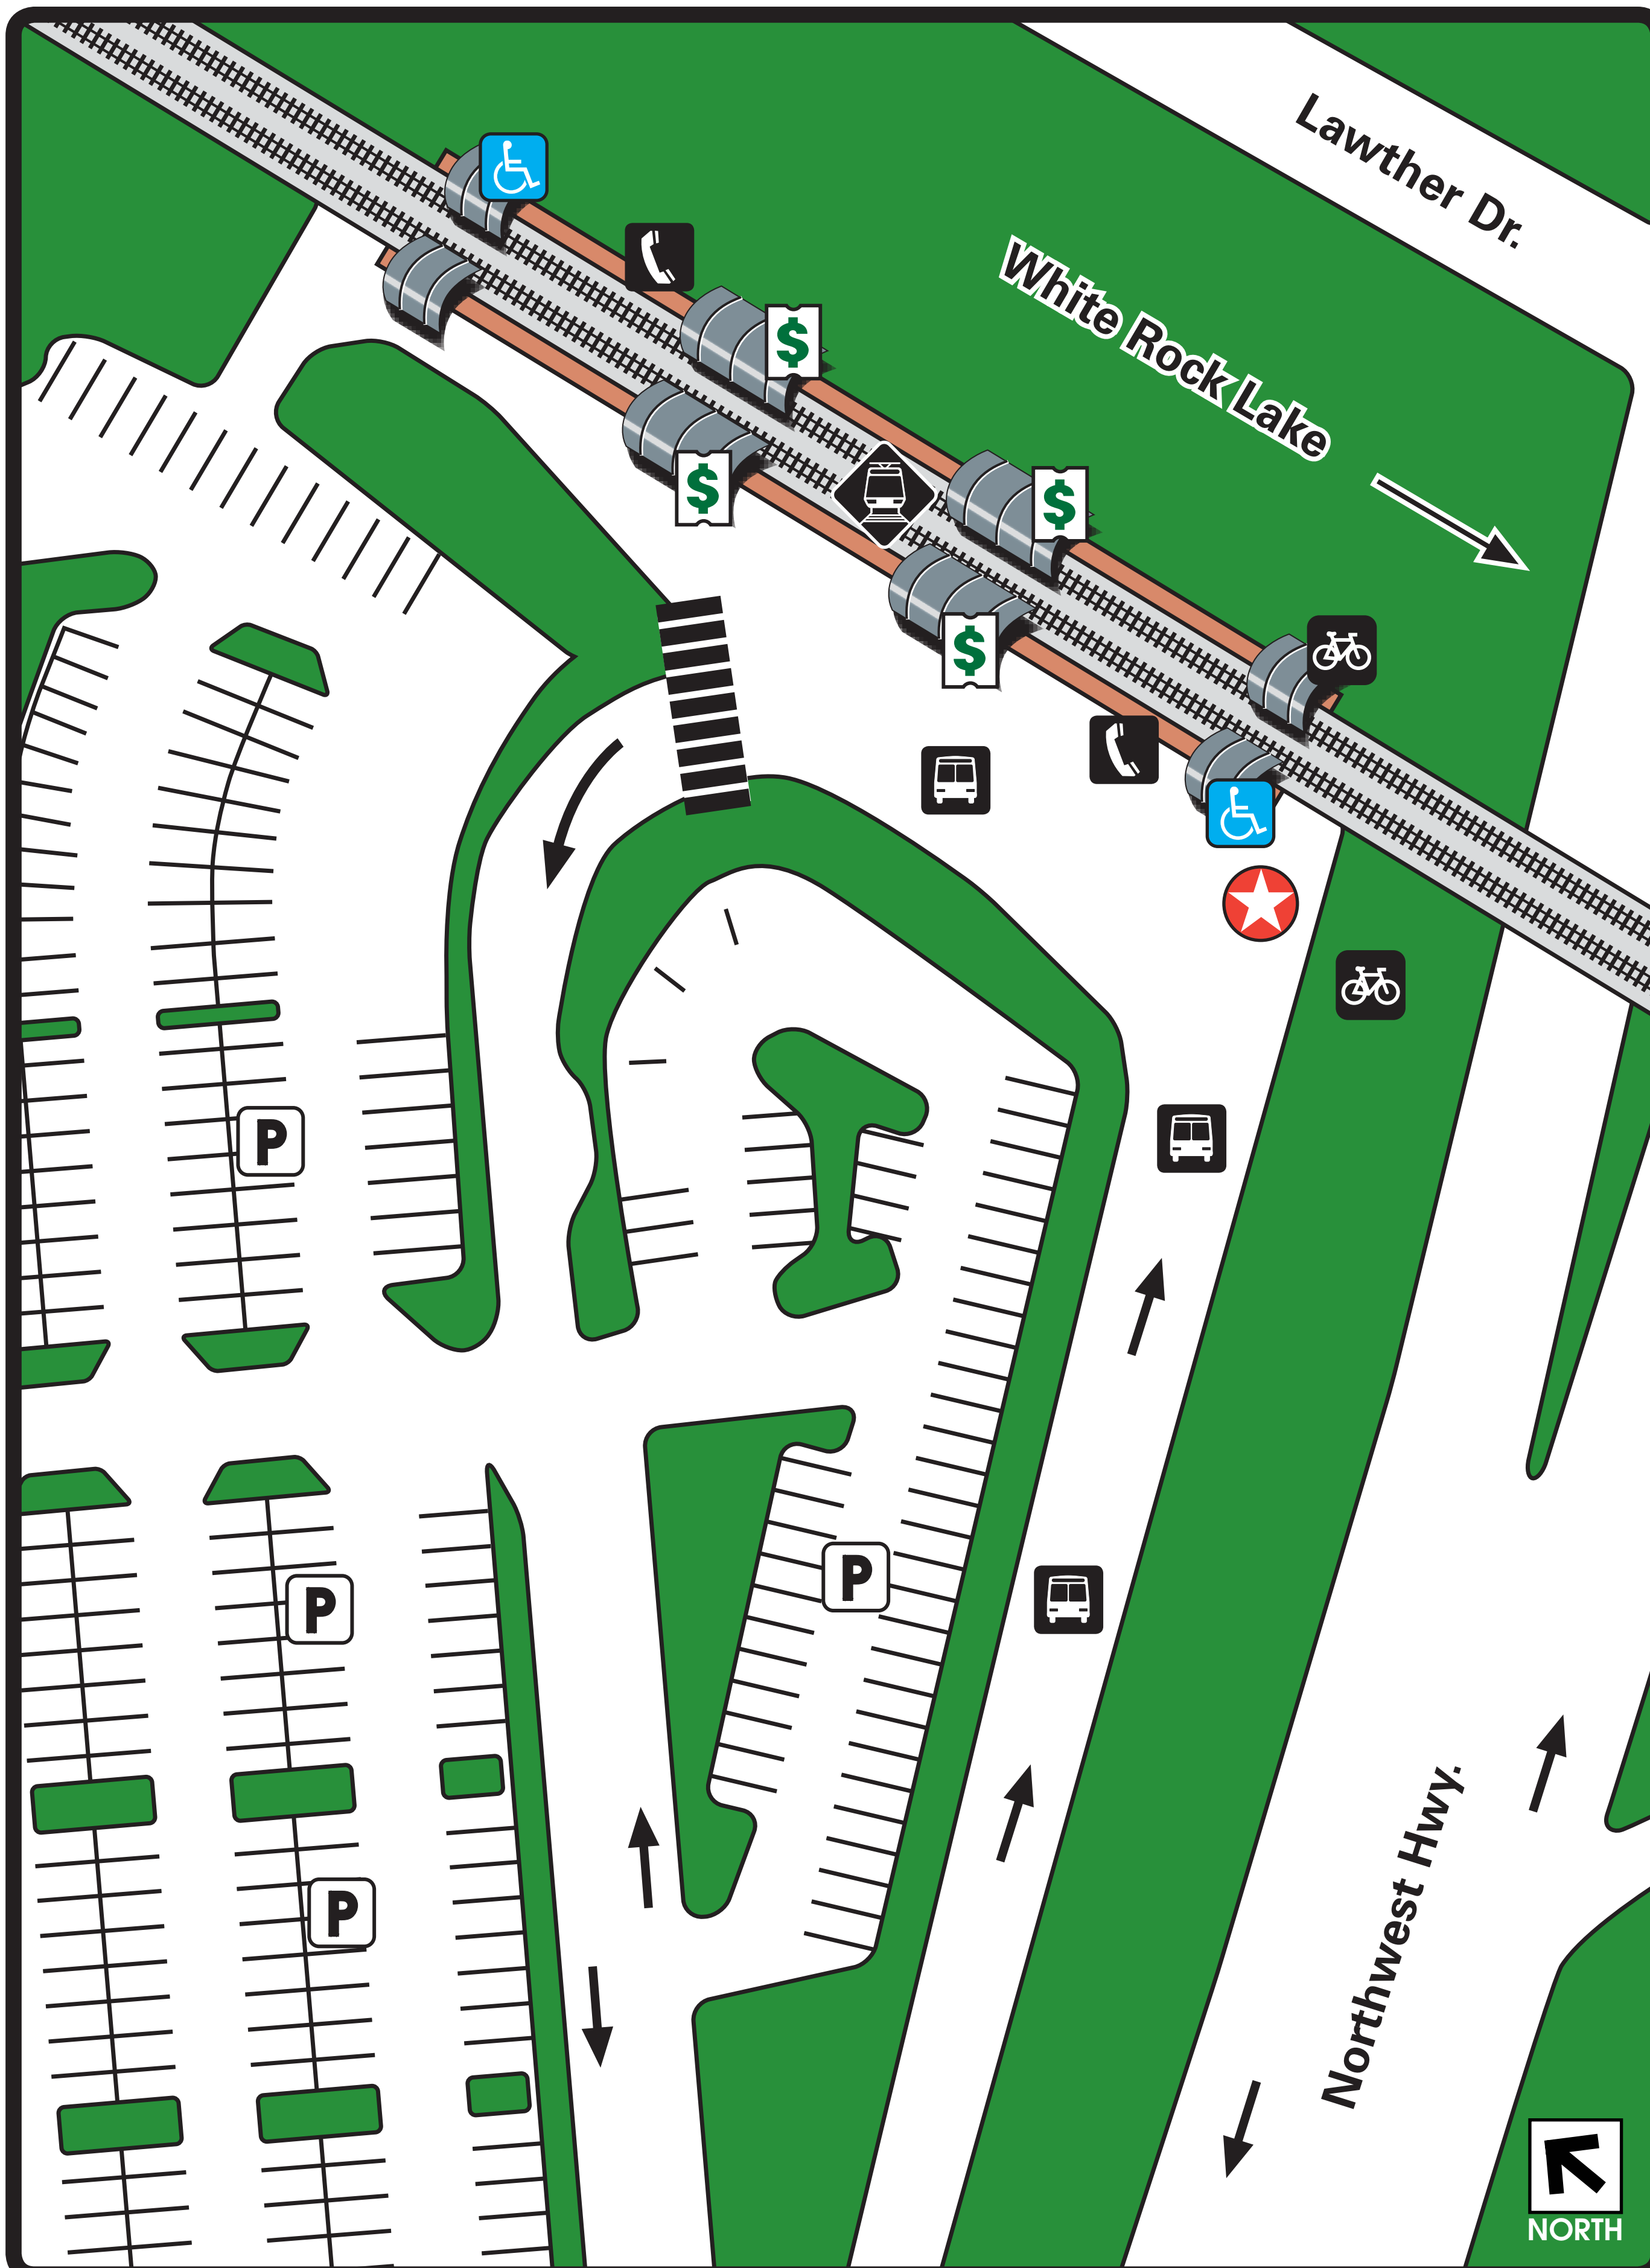 Lawther Dr.
White Rock Lake
$
$
$
$
P
P
P
P
Northwest Hwy.
NORTH